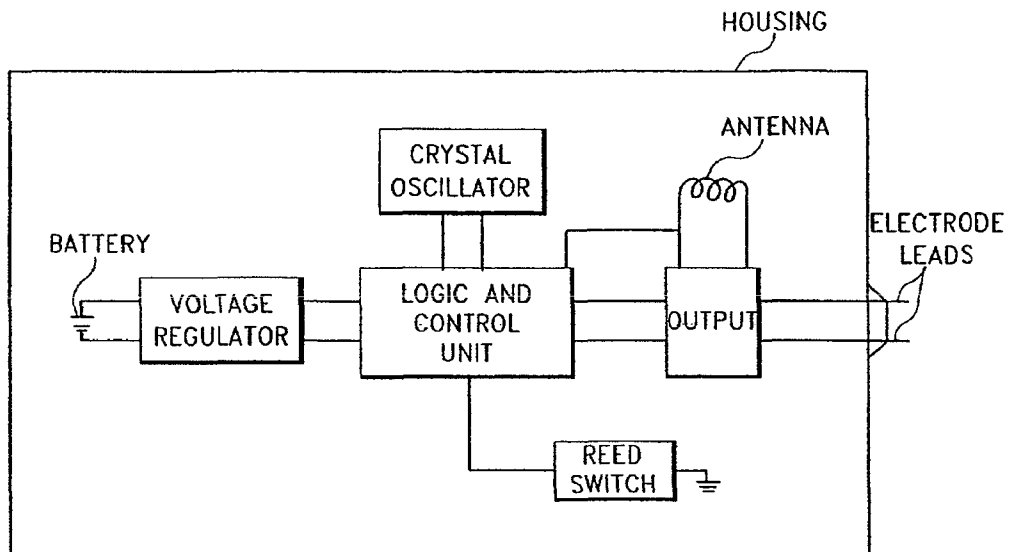 HOUSING
ANTENNA
CRYSTAL
OSCILLATOR
ELECTRODE
LEADS
BATTERY
VOLTAGE
REGULATOR
LOGIC AND
CONTROL
UNIT
OUTPUT
REED
SWITCH